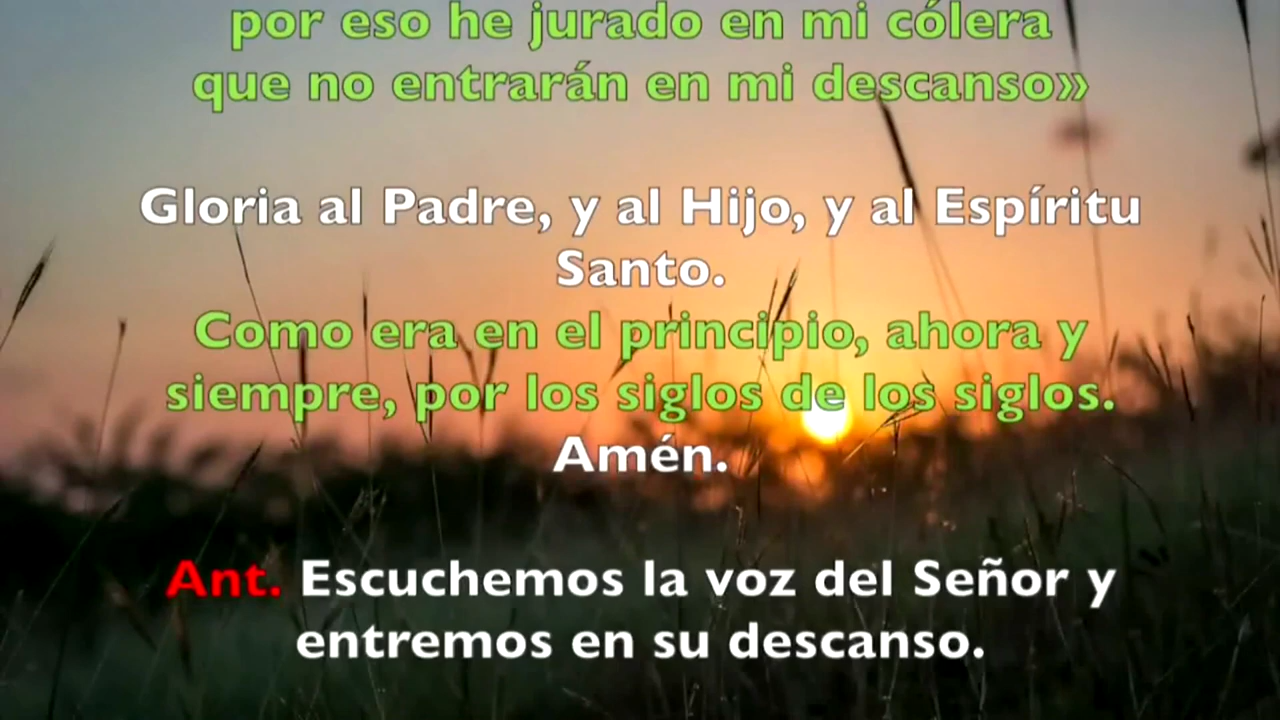 por eso he jurado en mi cólera
que no entrarán en mi descanso»
Gloria al Padre, y al Hijo, y al Espíritu
Santo.
Como era en el principio, ahora y
siempre, por los siglos de los siglos.
Amén.
Ant. Escuchemos la voz del Señor y
entremos en su descanso.